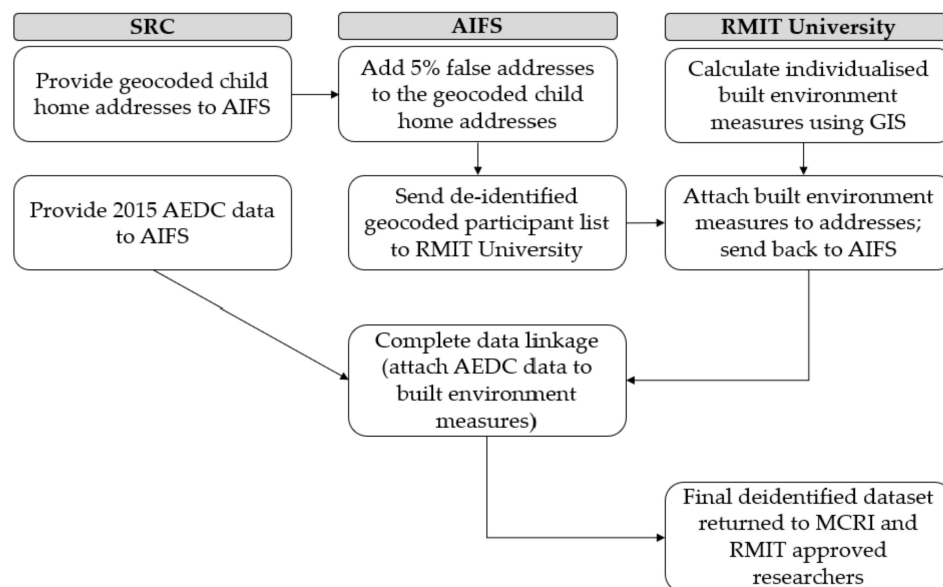 SRC
AIFS
RMIT University
Provide geocoded child
home addresses to AIFS
Add 5% false addresses
to the geocoded child
home addresses
Calculate individualised
built environment
measures using GIS
Provide 2015 AEDC data
to AIFS
Send de-identified
geocoded participant list
to RMIT University
Attach built environment
measures to addresses;
send back to AIFS
Complete data linkage
(attach AEDC data to
built environment
measures)
Final deidentified dataset
returned to MCRI and
RMIT approved
researchers